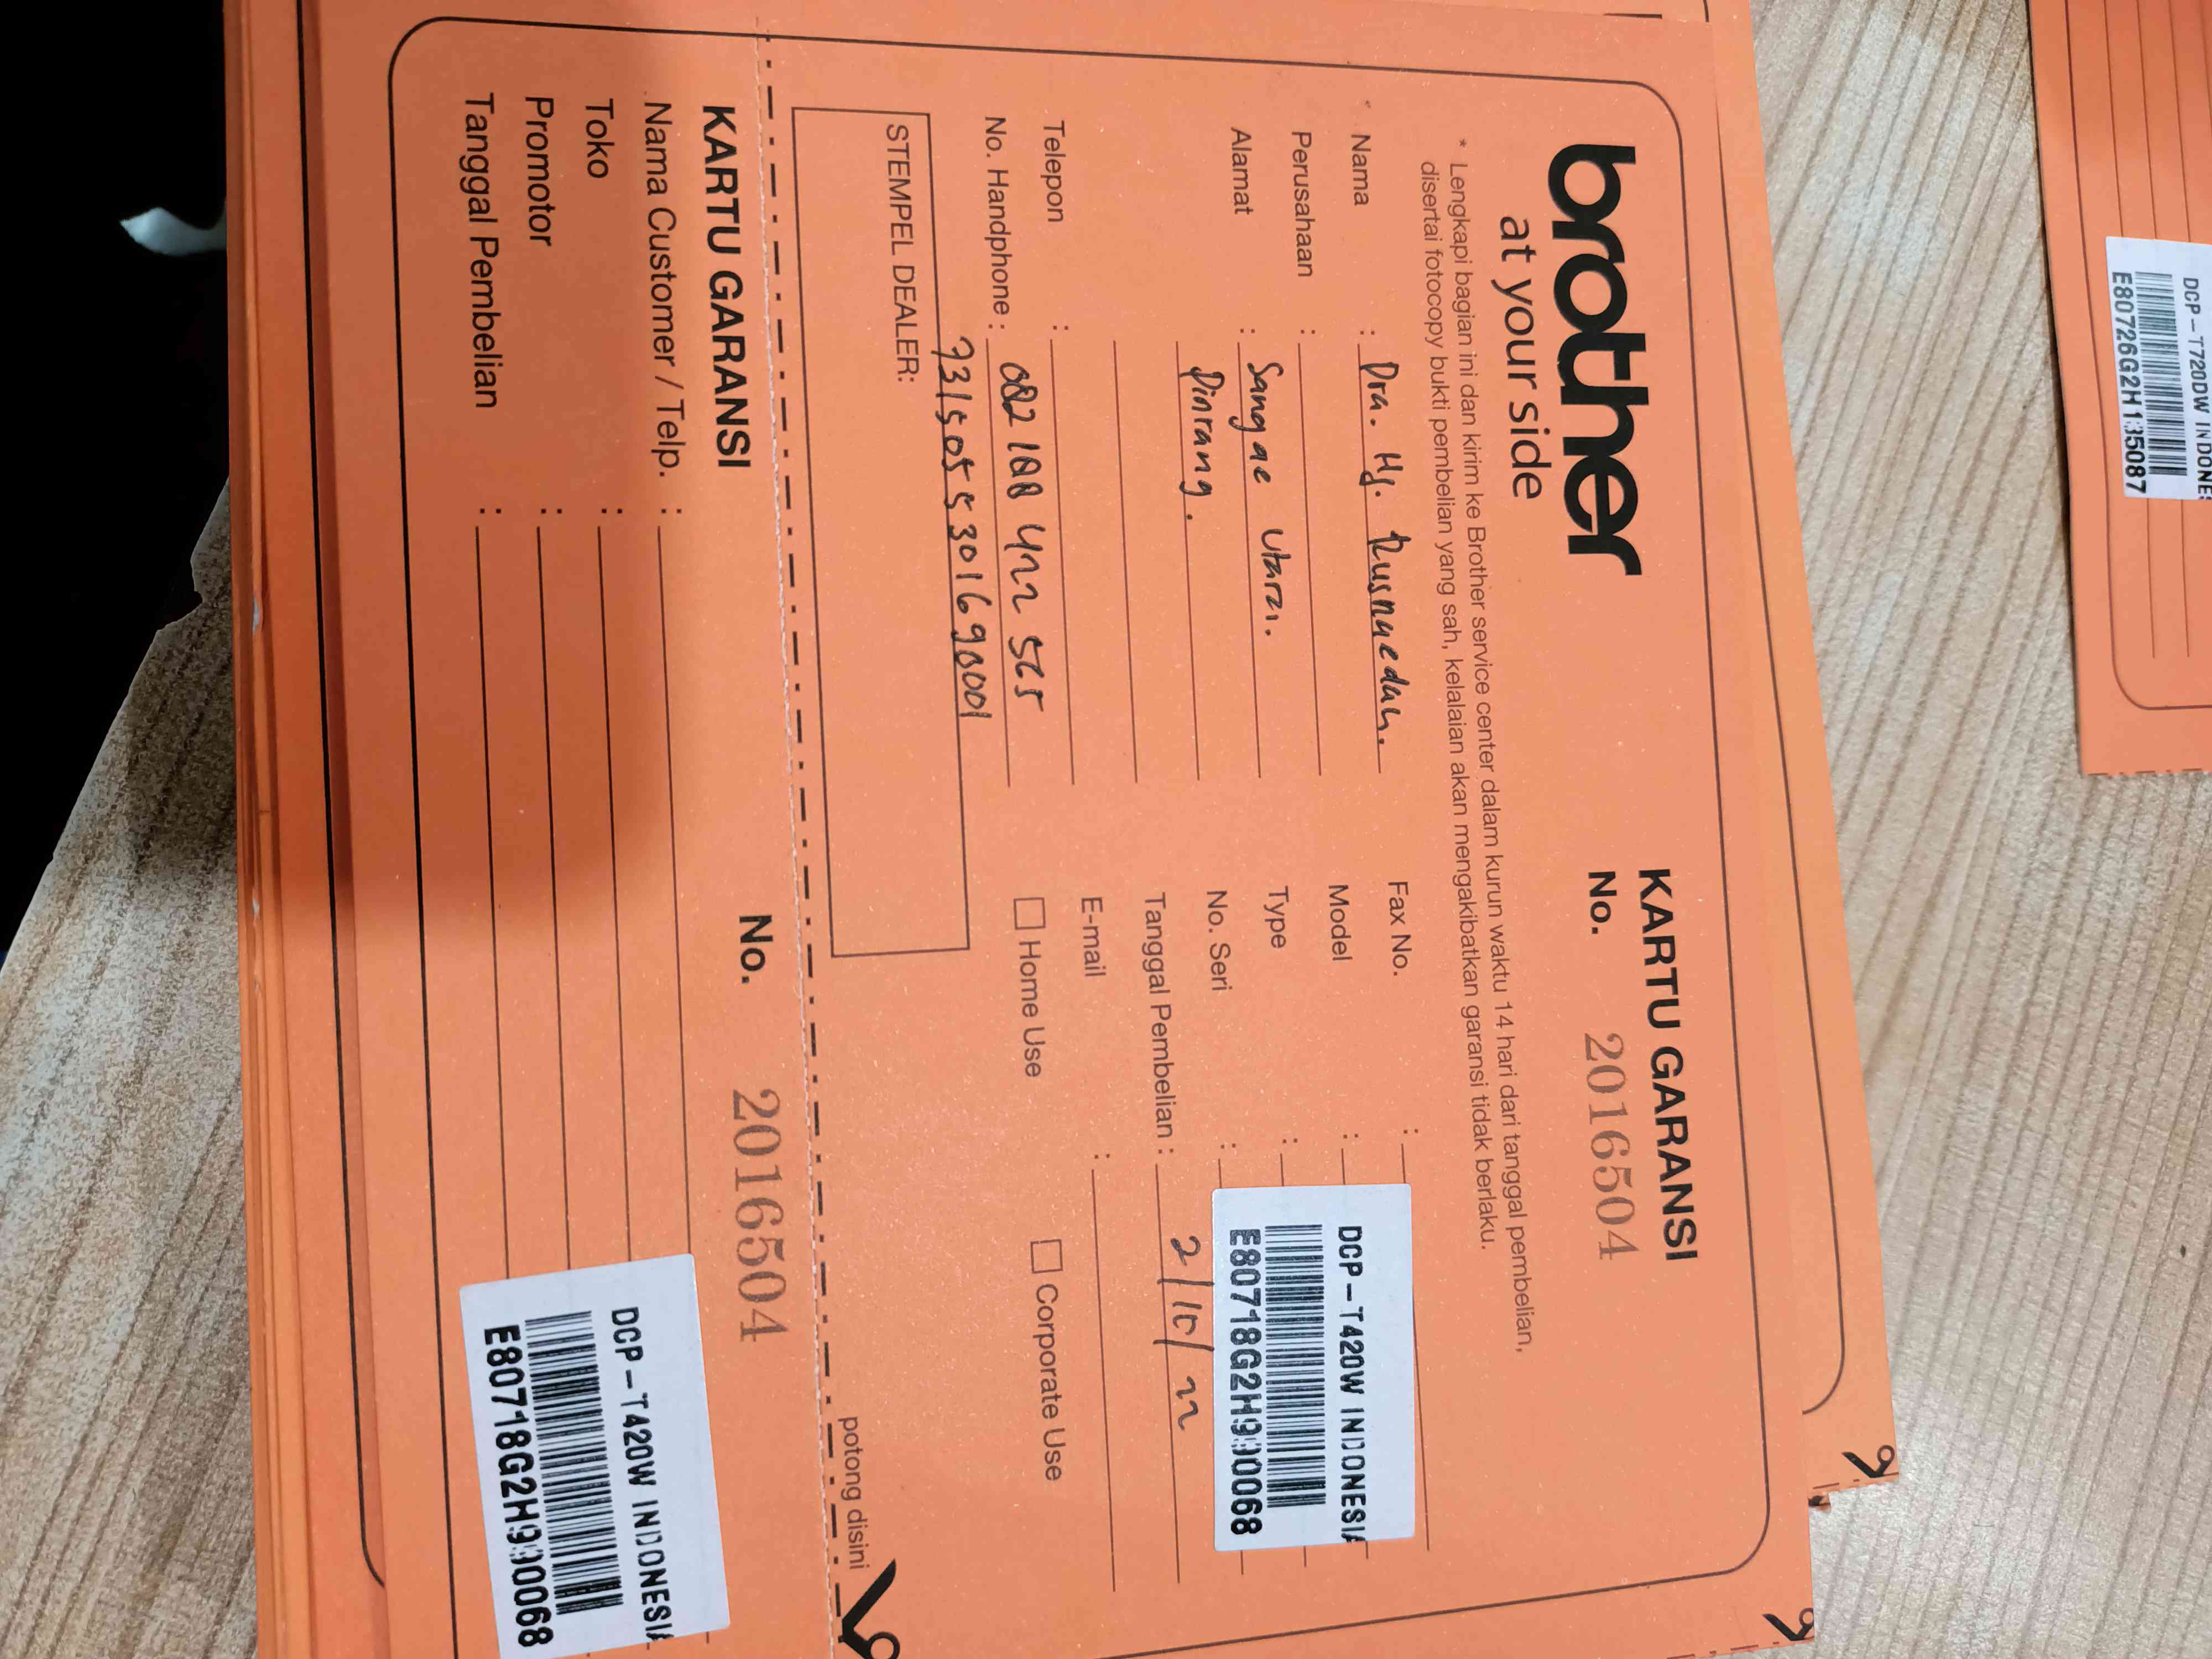 brother
at your side
KARTU GARANSI
No. 2016504
* Lengkapi bagian ini dan kirim ke Brother service center dalam kurun waktu 14 hari dari tanggal pembelian,
disertai fotocopy bukti pembelian yang sah, kelalaian akan mengakibatkan garansi tidak berlaku.
Nama : Dra. Hj. Rusnaedah.
Perusahaan :
Alamat : Sangae Utara.
Pinrang.
Telepon :
No. Handphone : 082 188 422 565
7315055301690001
Fax No. :
Model : DCP-T420W INDONESIA
Type :
No. Seri : E80718G2H990068
Tanggal Pembelian : 2/10/22
E-mail :
Home Use
Corporate Use
STEMPEL DEALER:
potong disini
KARTU GARANSI
No. 2016504
Nama Customer / Telp. :
Toko :
Promotor :
Tanggal Pembelian :
DCP-T420W INDONESIA
E80718G2H990068
DCP-T720DW INDONE
E80726G2H135087